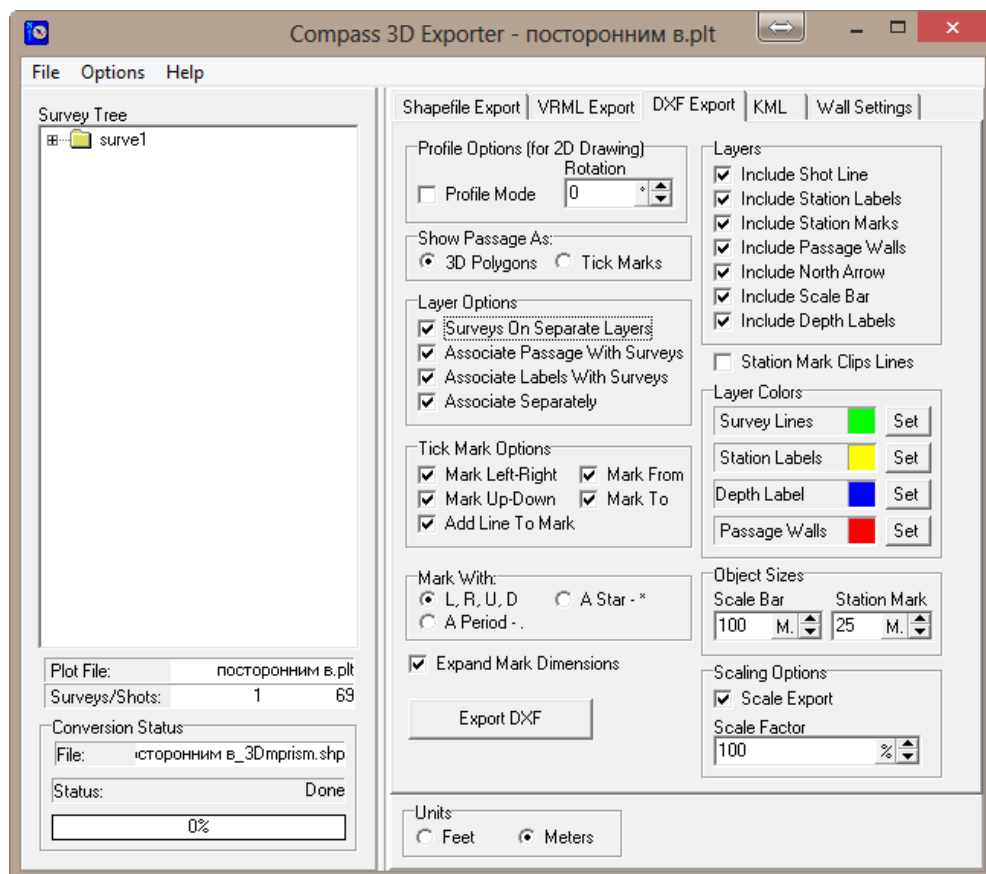 Compass 3D Exporter - посторонним в.plt
File Options Help
Survey Tree
surve1
Plot File: посторонним в.plt
Surveys/Shots: 1 69
Conversion Status
File: осторонним в_3Dmprism.shp
Status: Done
0%
Shapefile Export VRML Export DXF Export KML Wall Settings
Profile Options (for 2D Drawing)
Rotation
Profile Mode 0 °
Show Passage As:
3D Polygons Tick Marks
Layer Options
Surveys On Separate Layers
Associate Passage With Surveys
Associate Labels With Surveys
Associate Separately
Tick Mark Options
Mark Left-Right Mark From
Mark Up-Down Mark To
Add Line To Mark
Mark With:
L, R, U, D A Star - *
A Period - .
Expand Mark Dimensions
Export DXF
Layers
Include Shot Line
Include Station Labels
Include Station Marks
Include Passage Walls
Include North Arrow
Include Scale Bar
Include Depth Labels
Station Mark Clips Lines
Layer Colors
Survey Lines Set
Station Labels Set
Depth Label Set
Passage Walls Set
Object Sizes
Scale Bar Station Mark
100 M. 25 M.
Scaling Options
Scale Export
Scale Factor
100 %
Units
Feet Meters